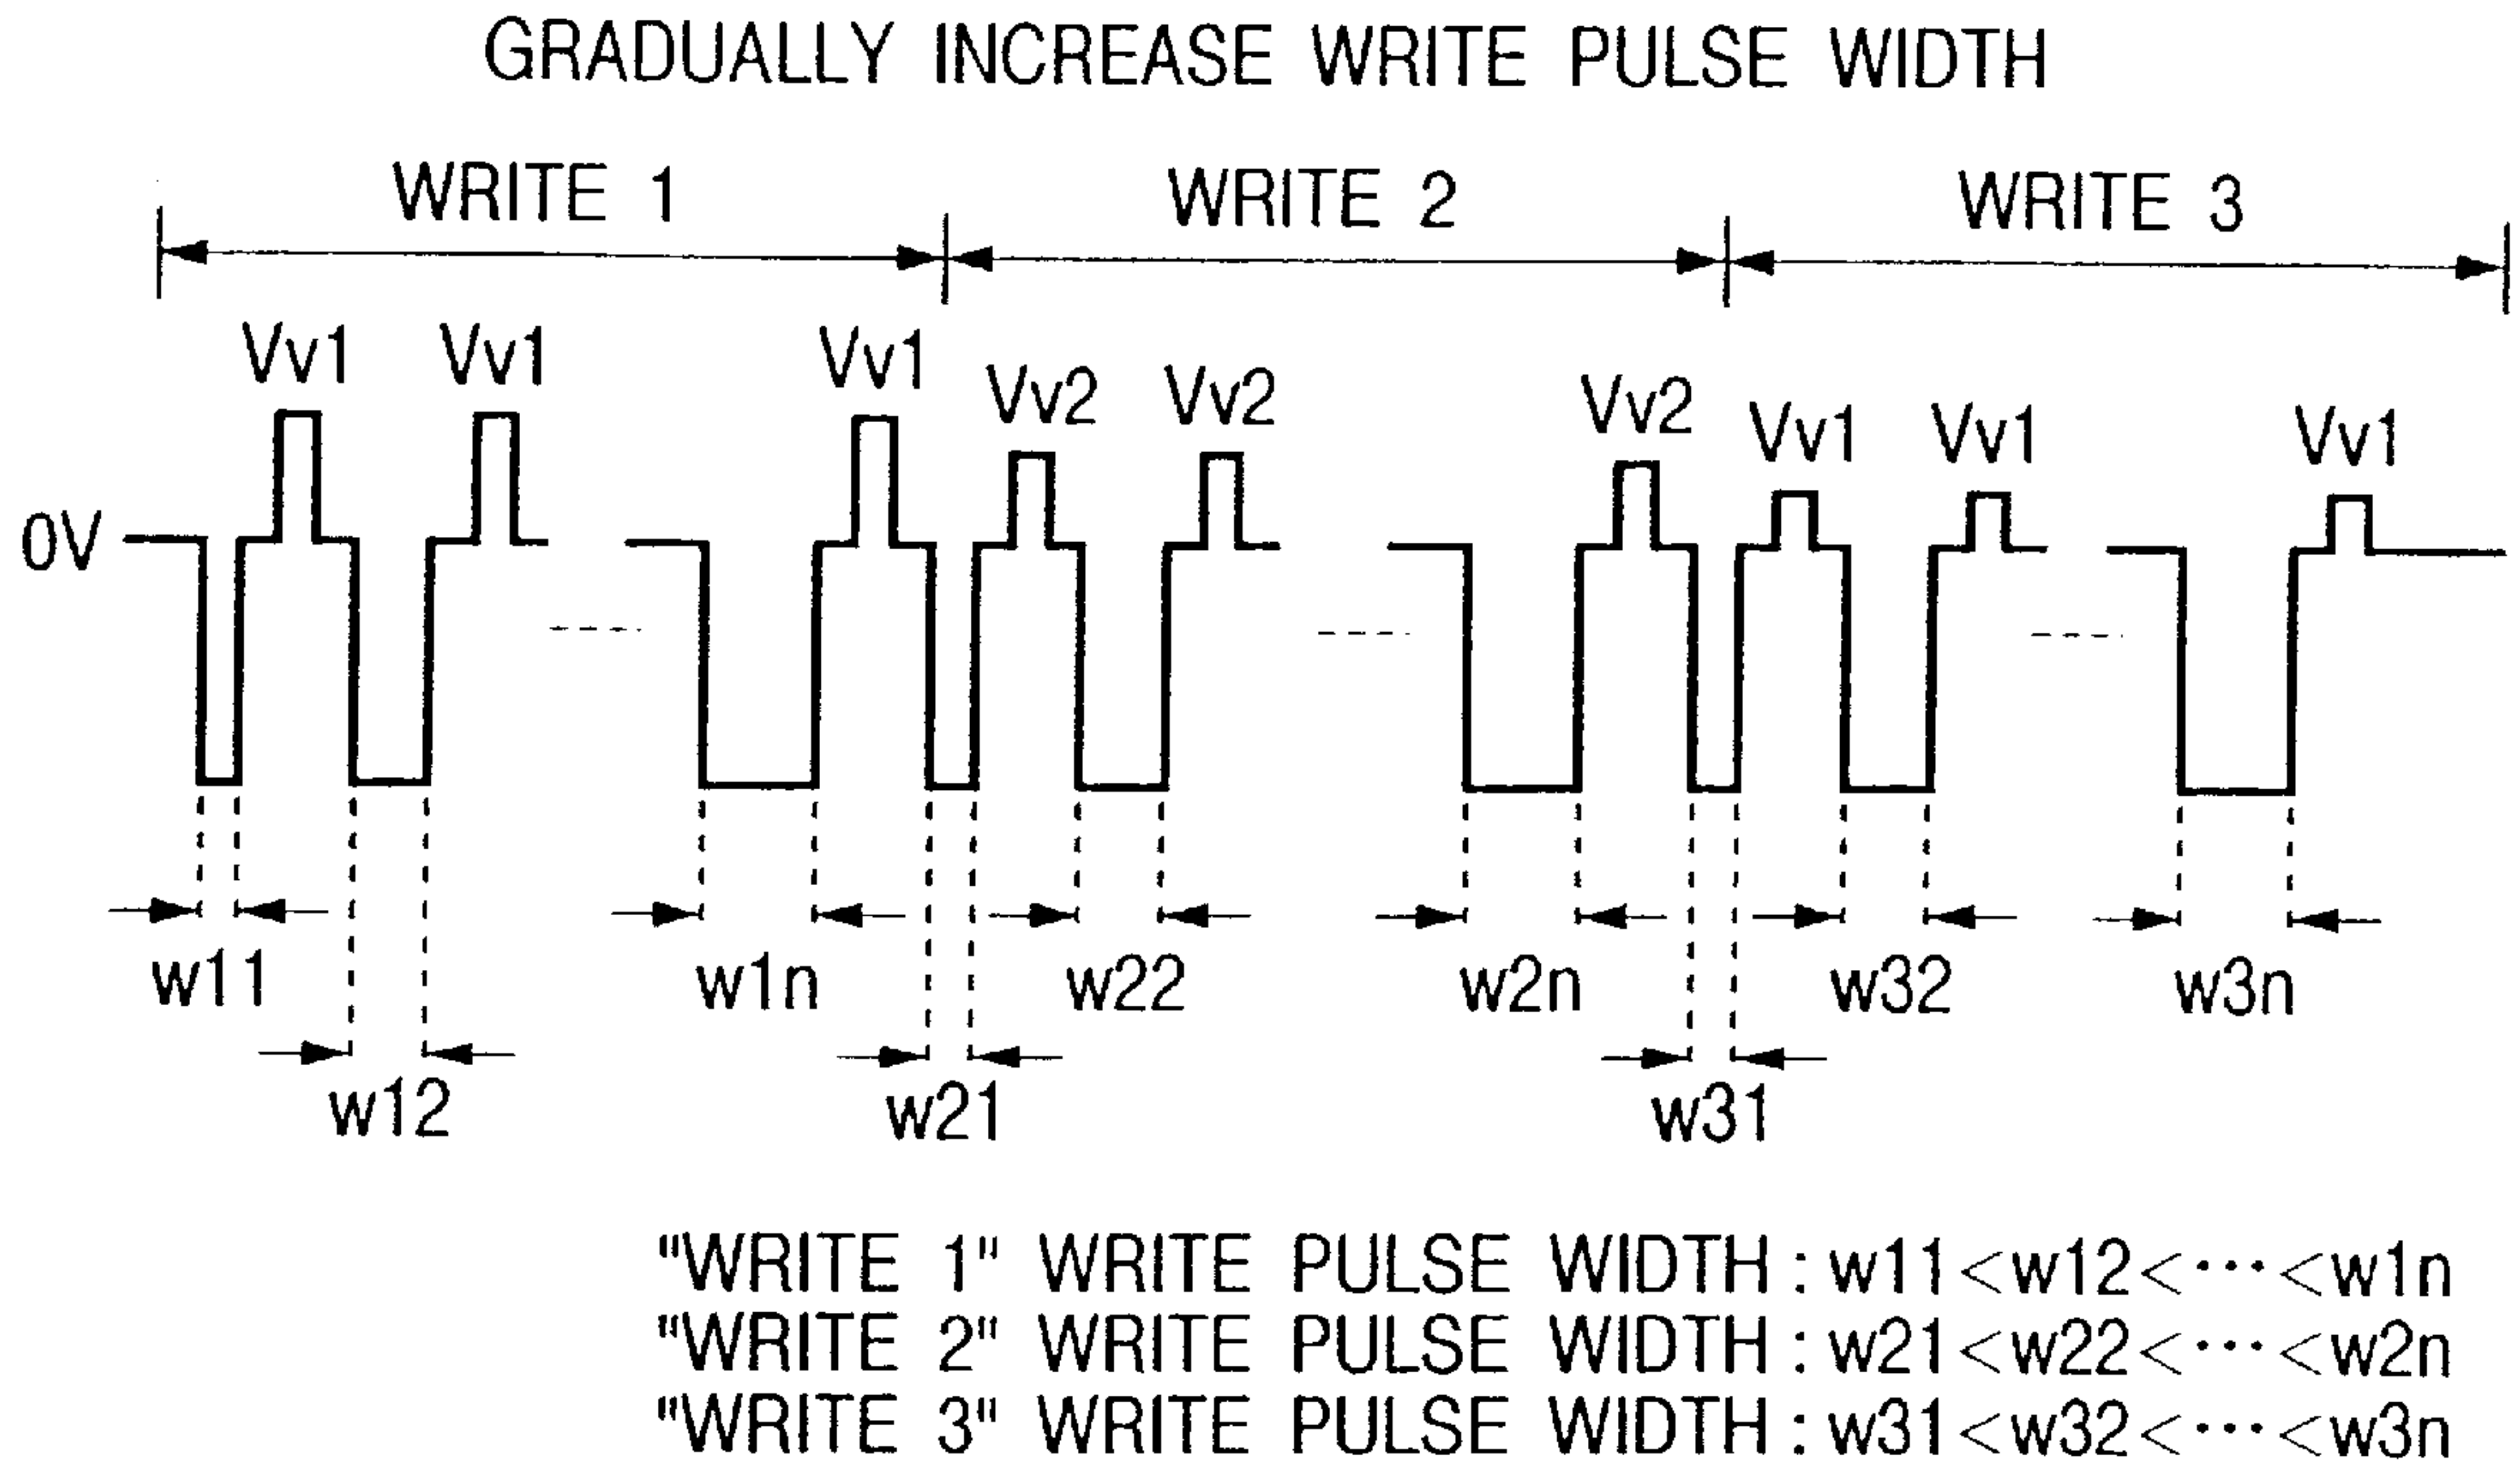 GRADUALLY INCREASE WRITE PULSE WIDTH
WRITE 1 WRITE 2 WRITE 3
Vv1 Vv1 Vv1 Vv2 Vv2 Vv2 Vv1 Vv1 Vv1
0V
w11 w1n w22 w2n w32 w3n
w12 w21 w31
"WRITE 1" WRITE PULSE WIDTH : w11<w12<···<w1n
"WRITE 2" WRITE PULSE WIDTH : w21<w22<···<w2n
"WRITE 3" WRITE PULSE WIDTH : w31<w32<···<w3n